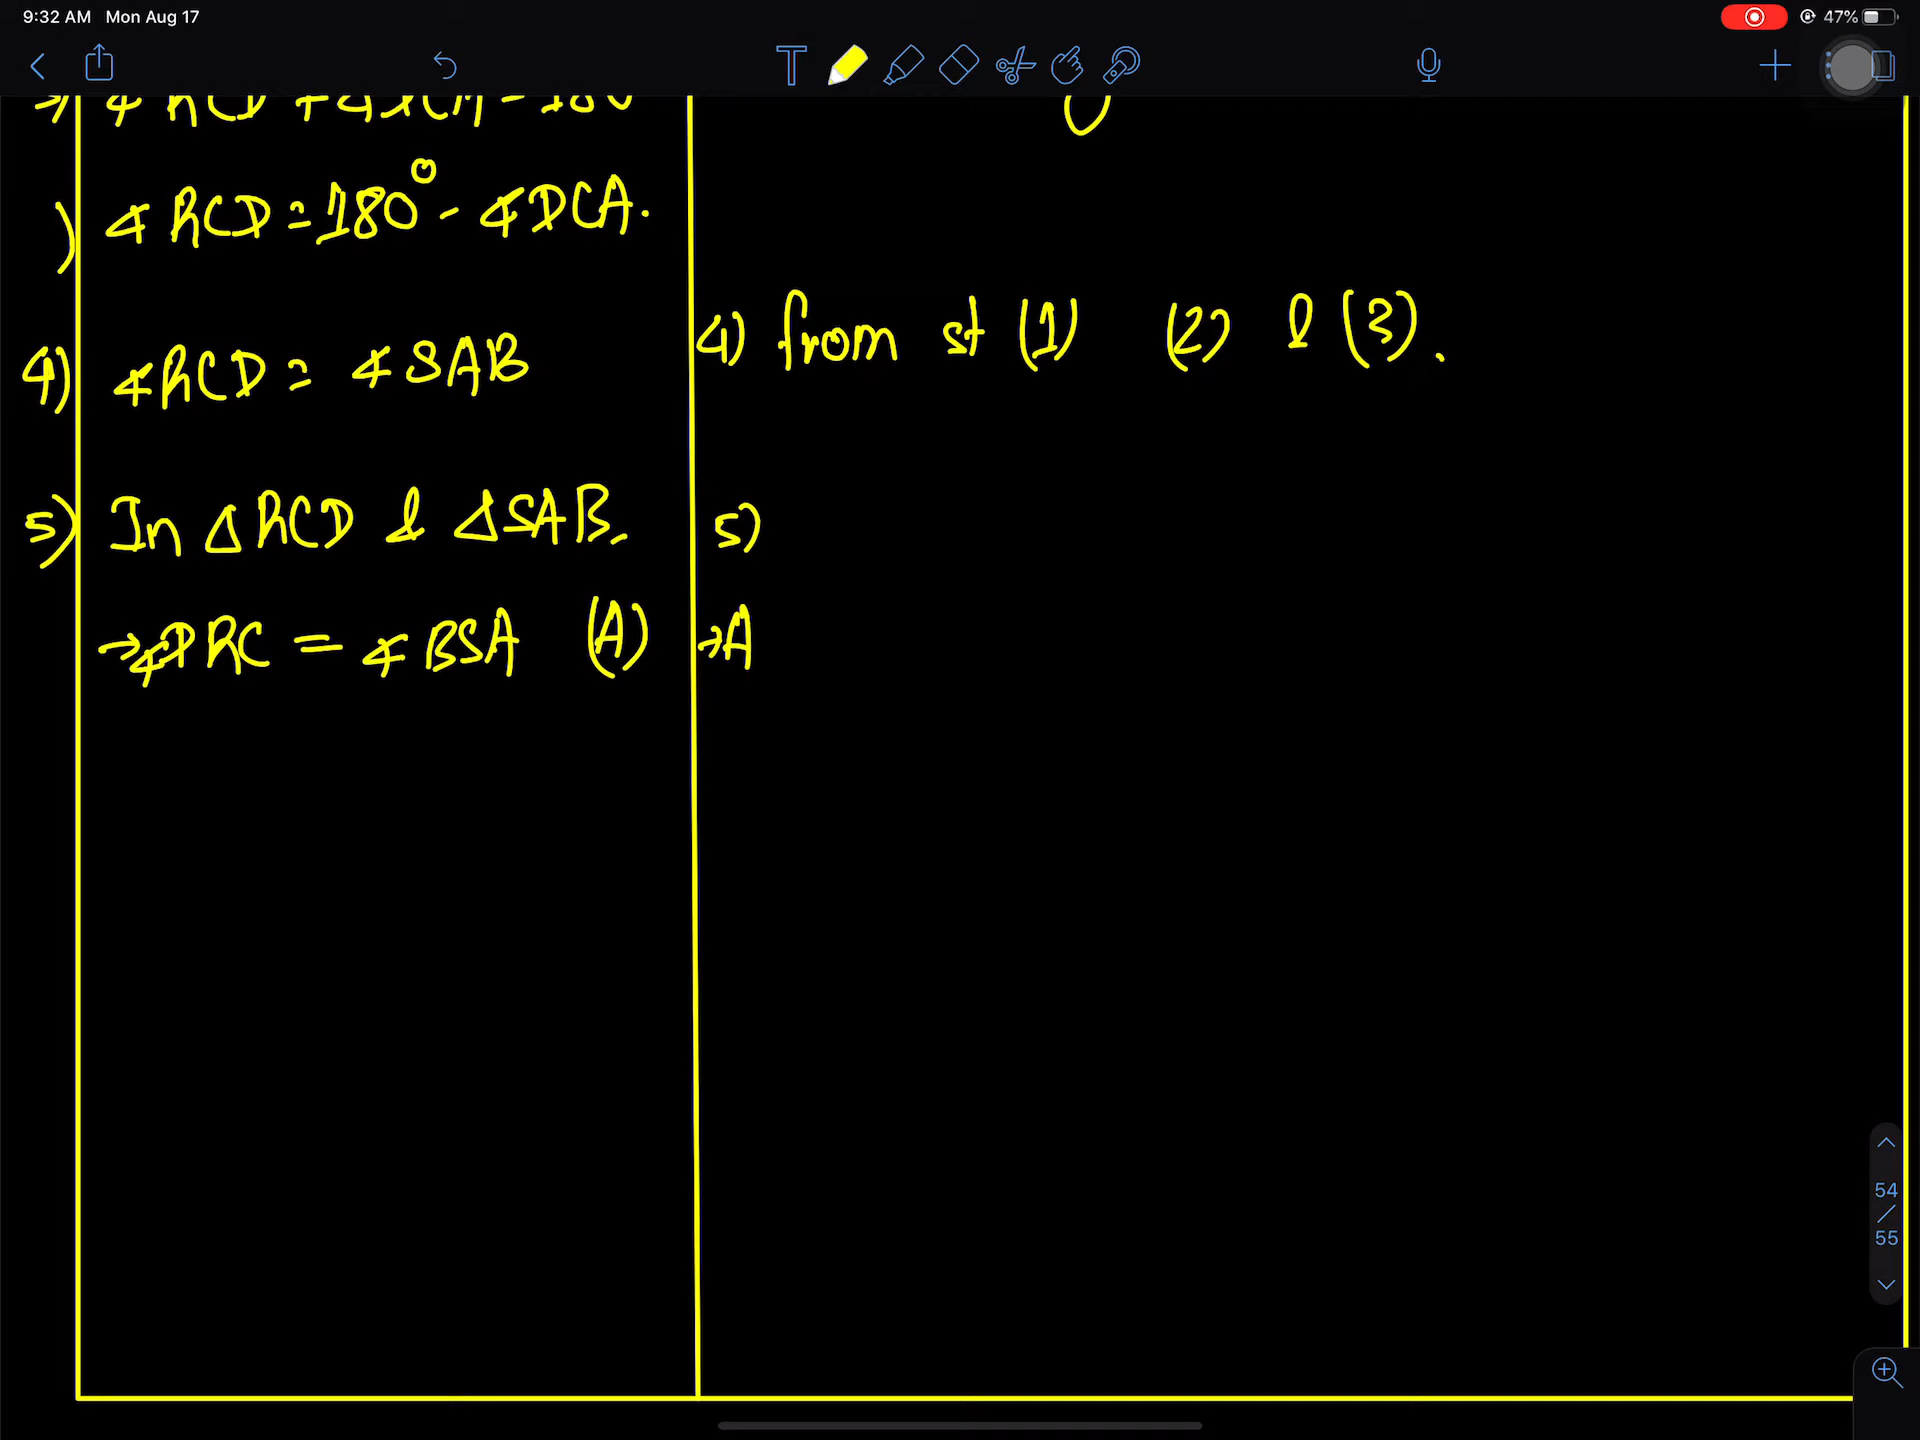 9:32 AM Mon Aug 17
47%
∢RCD = 180° - ∢DCA.
4) ∢RCD = ∢SAB
4) from st (1) (2) & (3).
5) In ΔRCD & ΔSAB.
5)
→ ∢DRC = ∢BSA (A)
→ A
54
/
55